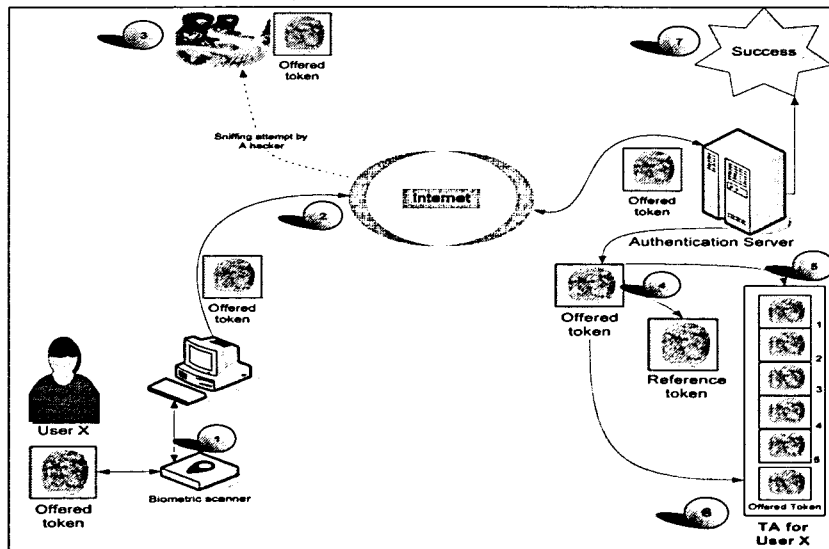 3
Offered
token
7
Success
Sniffing attempt by
A hacker
Internet
2
Offered
token
Authentication Server
Offered
token
5
4
Offered
token
Reference
token
1
2
3
4
5
Offered Token
6
TA for
User X
Offered
token
User X
1
Biometric scanner
Offered
token